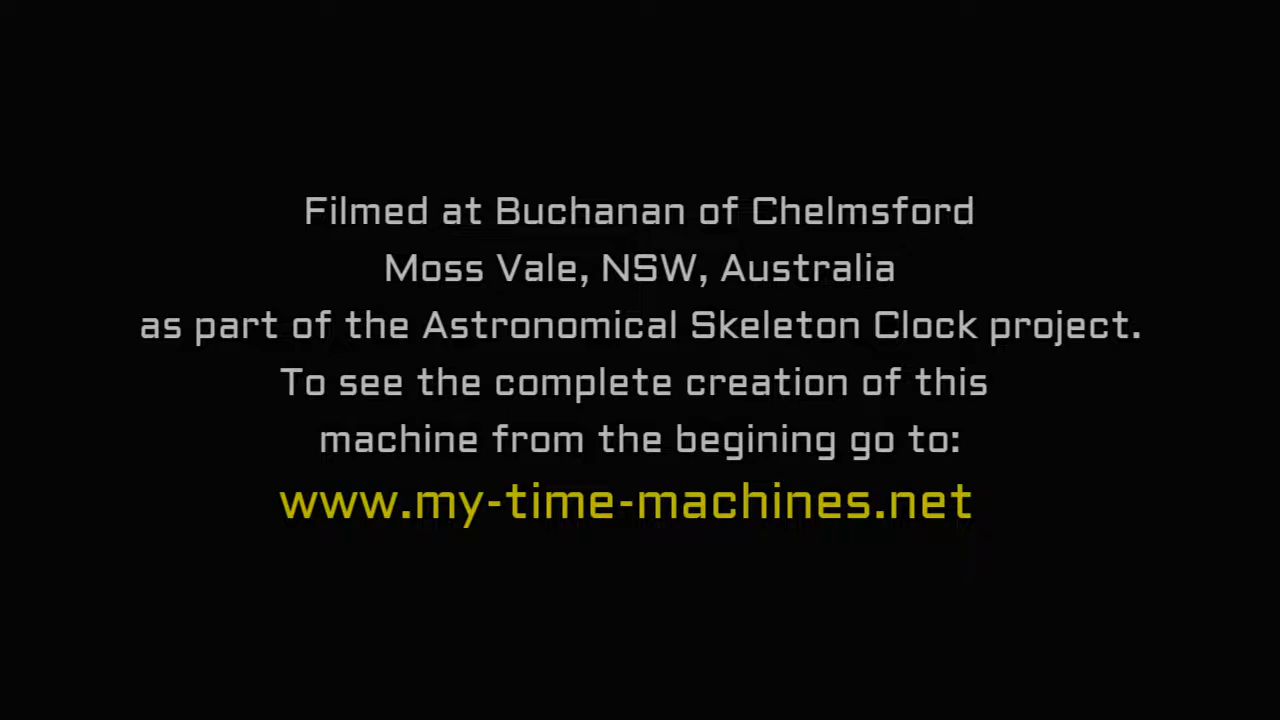 Filmed at Buchanan of Chelmsford
Moss Vale, NSW, Australia
as part of the Astronomical Skeleton Clock project.
To see the complete creation of this
machine from the begining go to:
www.my-time-machines.net